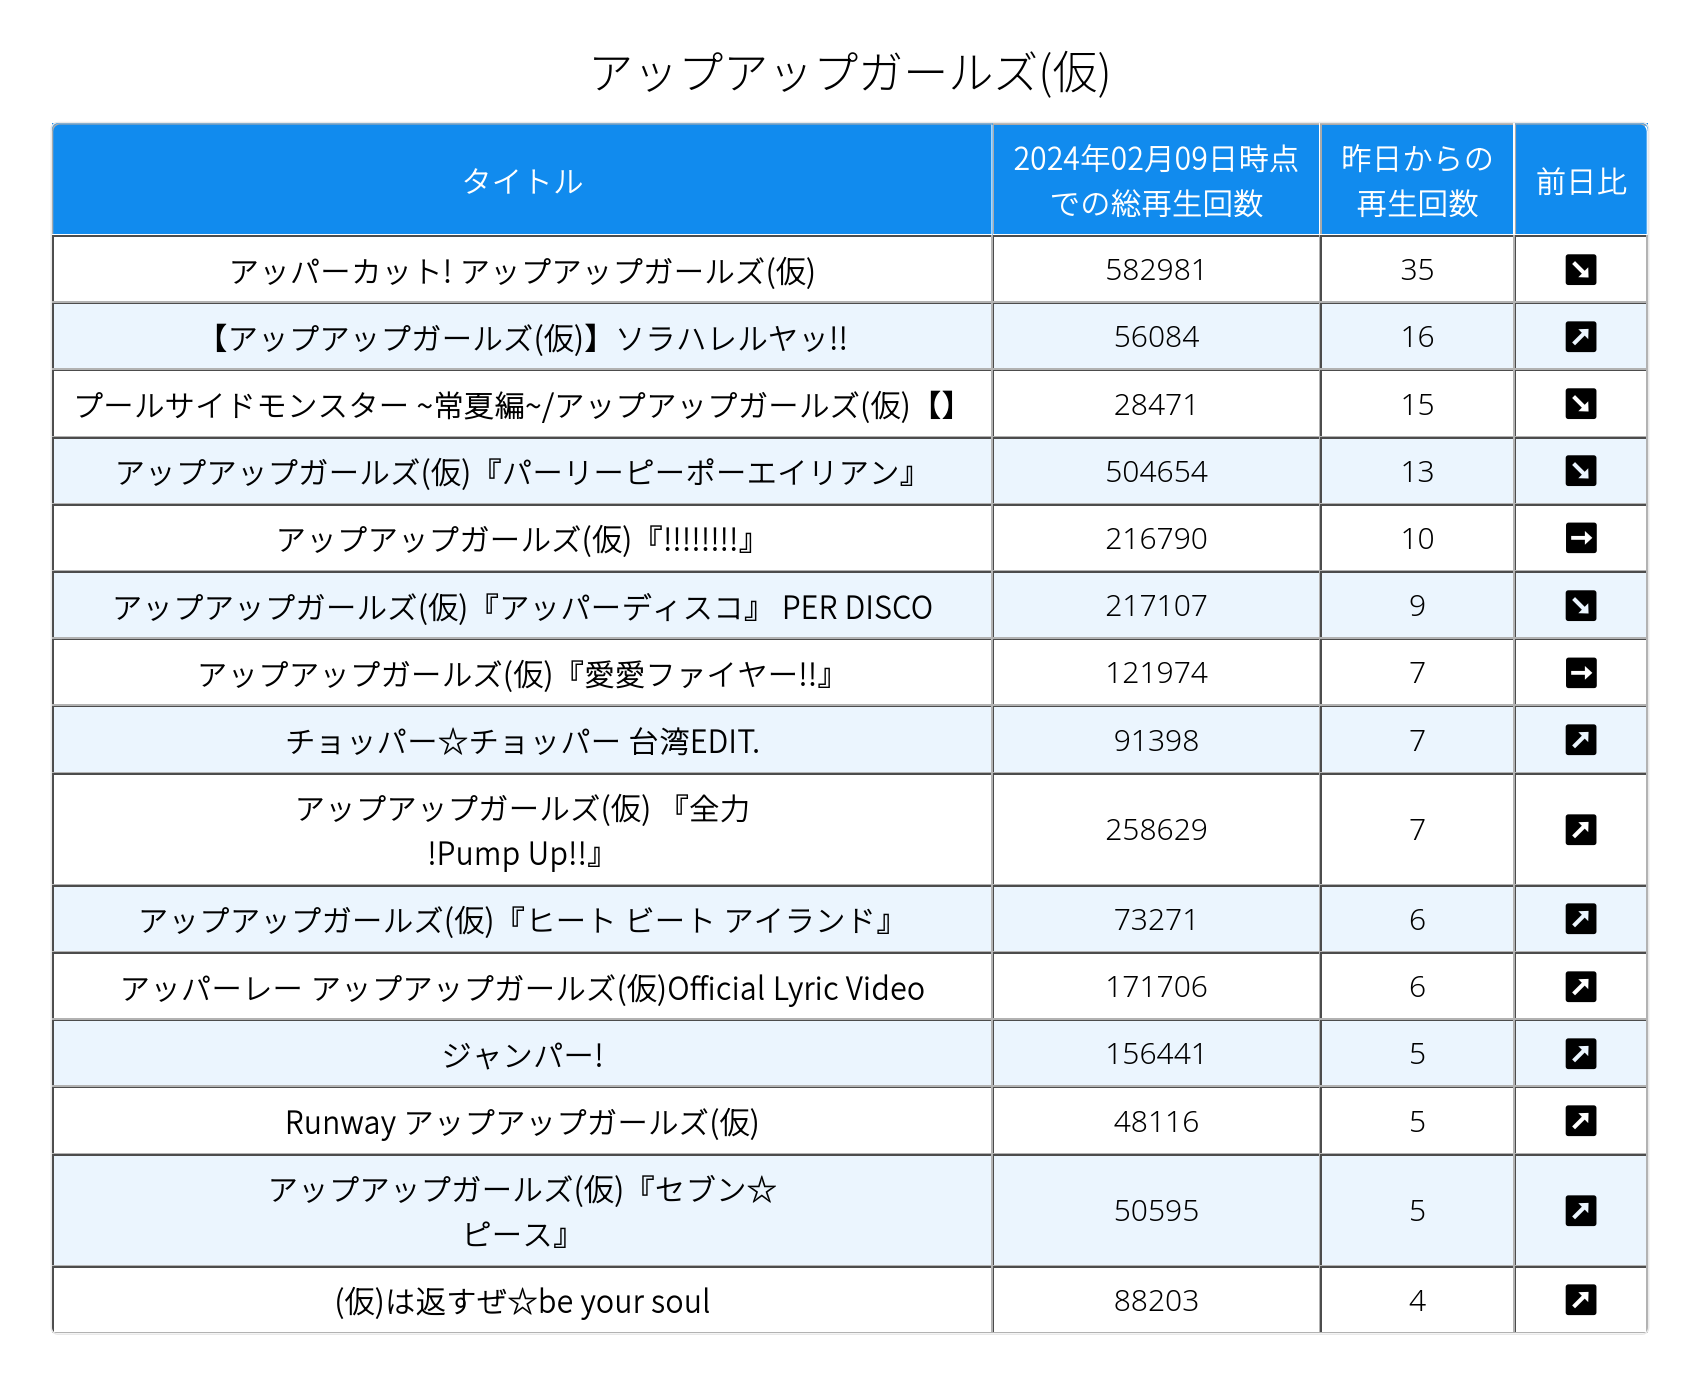 アップアップガールズ(仮)
タイトル 2024年02月09日時点での総再生回数 昨日からの再生回数 前日比
アッパーカット! アップアップガールズ(仮) 582981 35 ↘
【アップアップガールズ(仮)】ソラハレルヤッ!! 56084 16 ↗
プールサイドモンスター ~常夏編~/アップアップガールズ(仮)【】 28471 15 ↘
アップアップガールズ(仮)『パーリーピーポーエイリアン』 504654 13 ↘
アップアップガールズ(仮)『!!!!!!!!』 216790 10 →
アップアップガールズ(仮)『アッパーディスコ』 PER DISCO 217107 9 ↘
アップアップガールズ(仮)『愛愛ファイヤー!!』 121974 7 →
チョッパー☆チョッパー 台湾EDIT. 91398 7 ↗
アップアップガールズ(仮) 『全力
!Pump Up!!』 258629 7 ↗
アップアップガールズ(仮)『ヒート ビート アイランド』 73271 6 ↗
アッパーレー アップアップガールズ(仮)Official Lyric Video 171706 6 ↗
ジャンパー! 156441 5 ↗
Runway アップアップガールズ(仮) 48116 5 ↗
アップアップガールズ(仮)『セブン☆
ピース』 50595 5 ↗
(仮)は返すぜ☆be your soul 88203 4 ↗